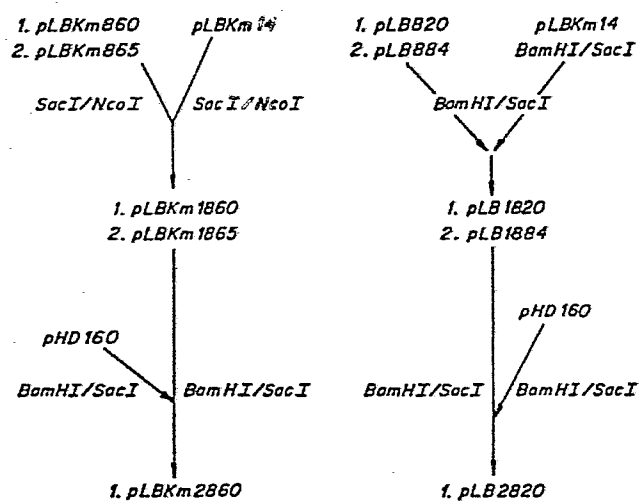 1. pLBKm860 pLBKm14
2. pLBKm865
SacI/NcoI SacI/NcoI
1. pLBKm1860
2. pLBKm1865
pHD160
BamHI/SacI BamHI/SacI
1. pLBKm2860
1. pLB820 pLBKm14
2. pLB884 BamHI/SacI
BamHI/SacI
1. pLB1820
2. pLB1884
pHD160
BamHI/SacI BamHI/SacI
1. pLB2820